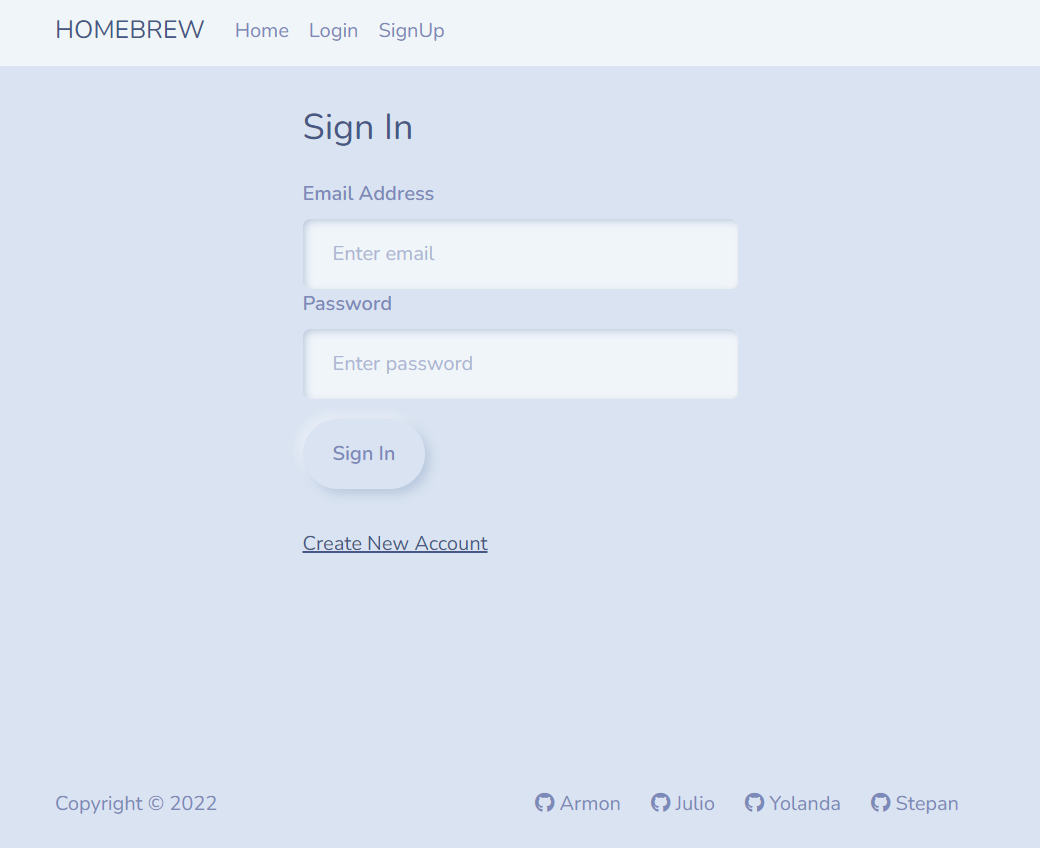 HOMEBREW Home Login SignUp
Sign In
Email Address
Enter email
Password
Enter password
Sign In
Create New Account
Copyright © 2022 Armon Julio Yolanda Stepan